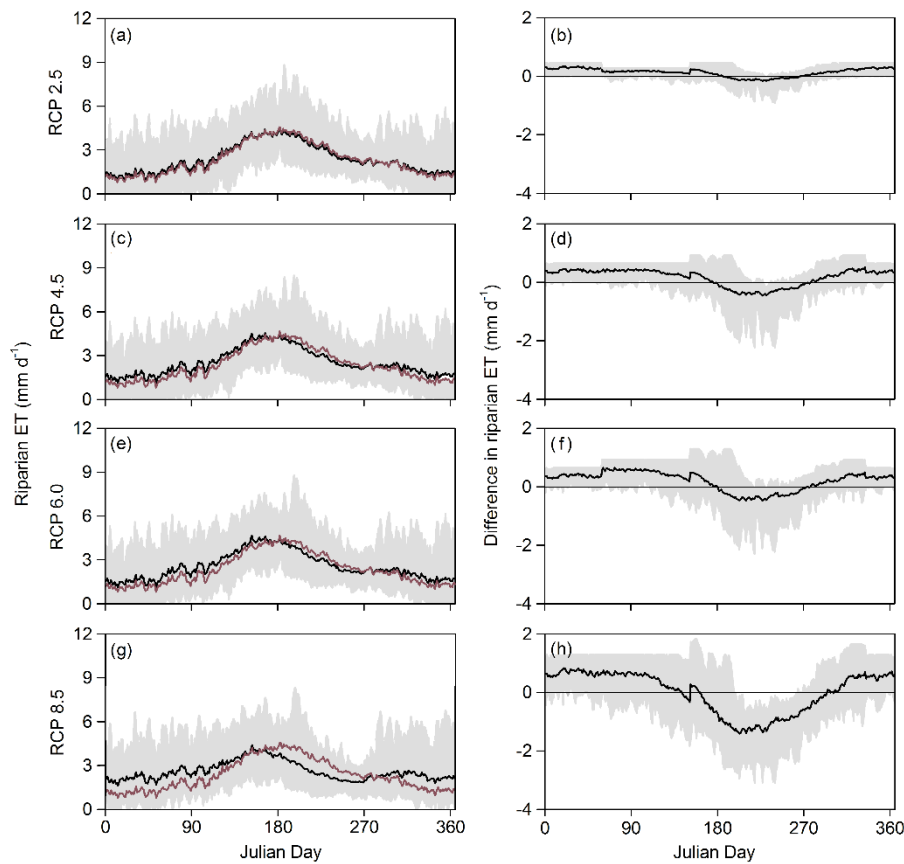 12
(a)
9
6
3
0
RCP 2.5
2
(b)
0
-2
-4
12
(c)
9
6
3
0
RCP 4.5
2
(d)
0
-2
-4
12
(e)
9
6
3
0
RCP 6.0
2
(f)
0
-2
-4
12
(g)
9
6
3
0
RCP 8.5
2
(h)
0
-2
-4
Riparian ET (mm d⁻¹)
Difference in riparian ET (mm d⁻¹)
0 90 180 270 360
Julian Day
0 90 180 270 360
Julian Day